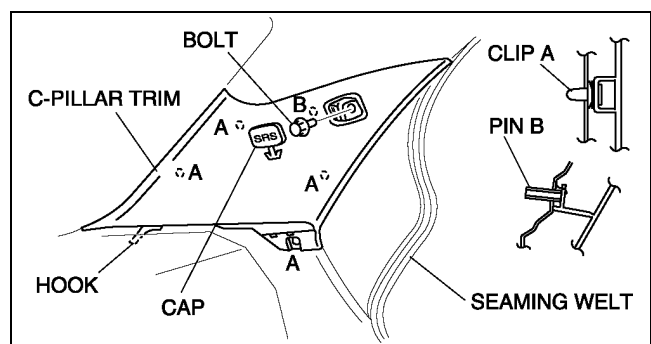 BOLT
CLIP A
C-PILLAR TRIM
B
A
SRS
PIN B
A
A
A
HOOK
CAP
SEAMING WELT